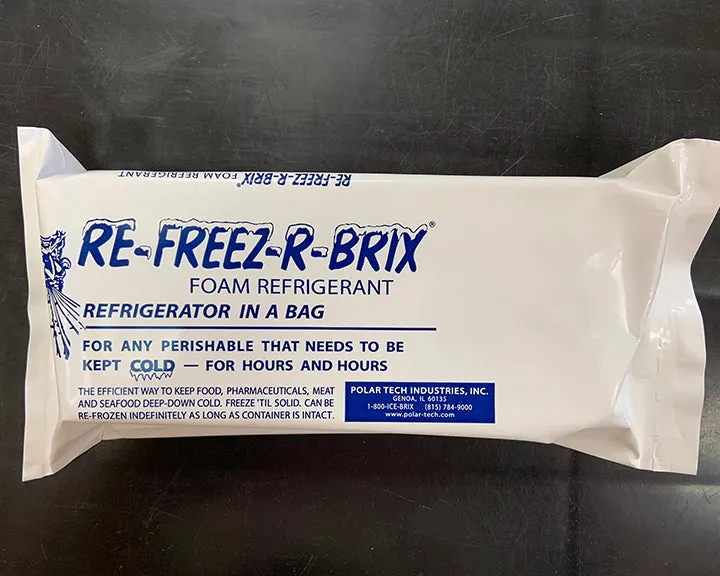 RE-FREEZ-R-BRIX® FOAM REFRIGERANT
RE-FREEZ-R-BRIX®
FOAM REFRIGERANT
REFRIGERATOR IN A BAG
FOR ANY PERISHABLE THAT NEEDS TO BE
KEPT COLD — FOR HOURS AND HOURS
THE EFFICIENT WAY TO KEEP FOOD, PHARMACEUTICALS, MEAT
AND SEAFOOD DEEP-DOWN COLD. FREEZE 'TIL SOLID. CAN BE
RE-FROZEN INDEFINITELY AS LONG AS CONTAINER IS INTACT.
POLAR TECH INDUSTRIES, INC.
GENOA, IL 60135
1-800-ICE-BRIX (815) 784-9000
www.polar-tech.com